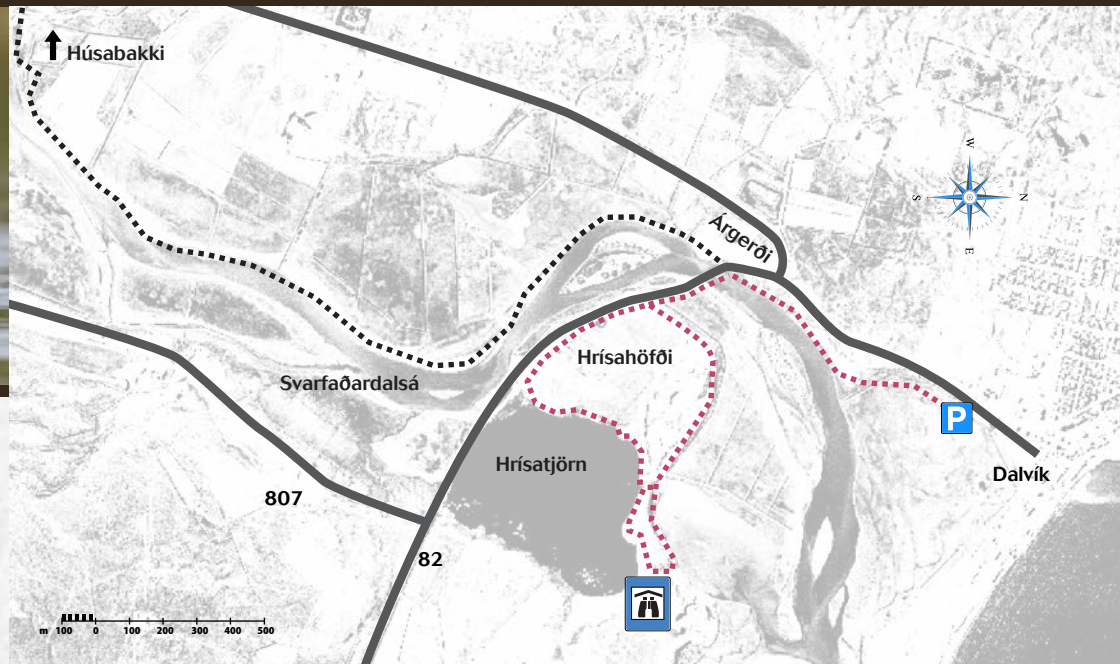 Húsabakki
W
S
N
E
Árgerði
Hrísahöfði
Svarfaðardalsá
Hrísatjörn
P
Dalvík
807
82
m 100 0 100 200 300 400 500